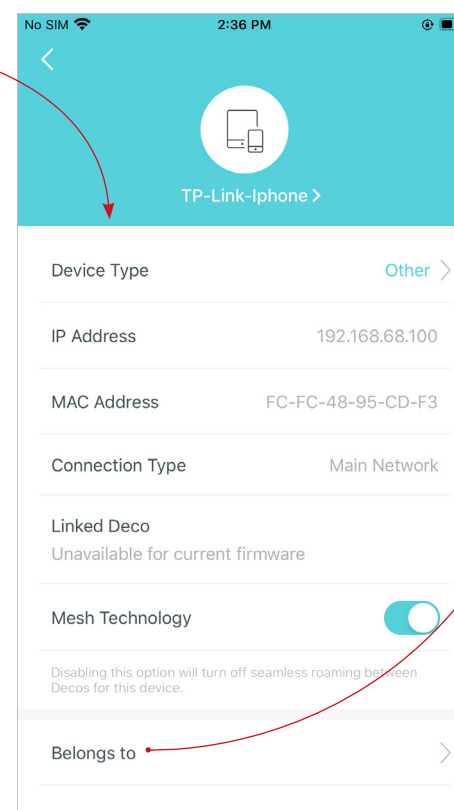 No SIM 2:36 PM
TP-Link-Iphone >
Device Type Other >
IP Address 192.168.68.100
MAC Address FC-FC-48-95-CD-F3
Connection Type Main Network
Linked Deco
Unavailable for current firmware
Mesh Technology
Disabling this option will turn off seamless roaming between
Decos for this device.
Belongs to >